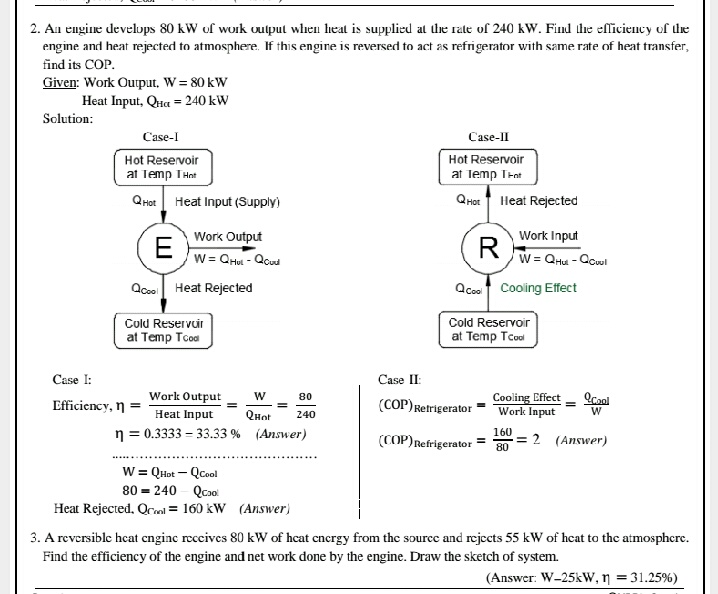 2. An engine develops 80 kW of work output when heat is supplied at the rate of 240 kW. Find the efficiency of the
engine and heat rejected to atmosphere. If this engine is reversed to act as refrigerator with same rate of heat transfer,
find its COP.
Given: Work Output, W = 80 kW
Heat Input, QHot = 240 kW
Solution:
Case-I
Hot Reservoir
at Temp THot
QHot Heat Input (Supply)
E
Work Output
W = QHot - QCool
QCool Heat Rejected
Cold Reservoir
at Temp TCool
Case-II
Hot Reservoir
at Temp THot
QHot Heat Rejected
R
Work Input
W = QHot - QCool
QCool Cooling Effect
Cold Reservoir
at Temp TCool
Case I:
Efficiency, η = Work Output / Heat Input = W / QHot = 80 / 240
η = 0.3333 = 33.33 % (Answer)
W = QHot − QCool
80 = 240 QCool
Heat Rejected, QCool = 160 kW (Answer)
Case II:
(COP)Refrigerator = Cooling Effect / Work Input = QCool / W
(COP)Refrigerator = 160 / 80 = 2 (Answer)
3. A reversible heat engine receives 80 kW of heat energy from the source and rejects 55 kW of heat to the atmosphere.
Find the efficiency of the engine and net work done by the engine. Draw the sketch of system.
(Answer: W=25kW, η = 31.25%)